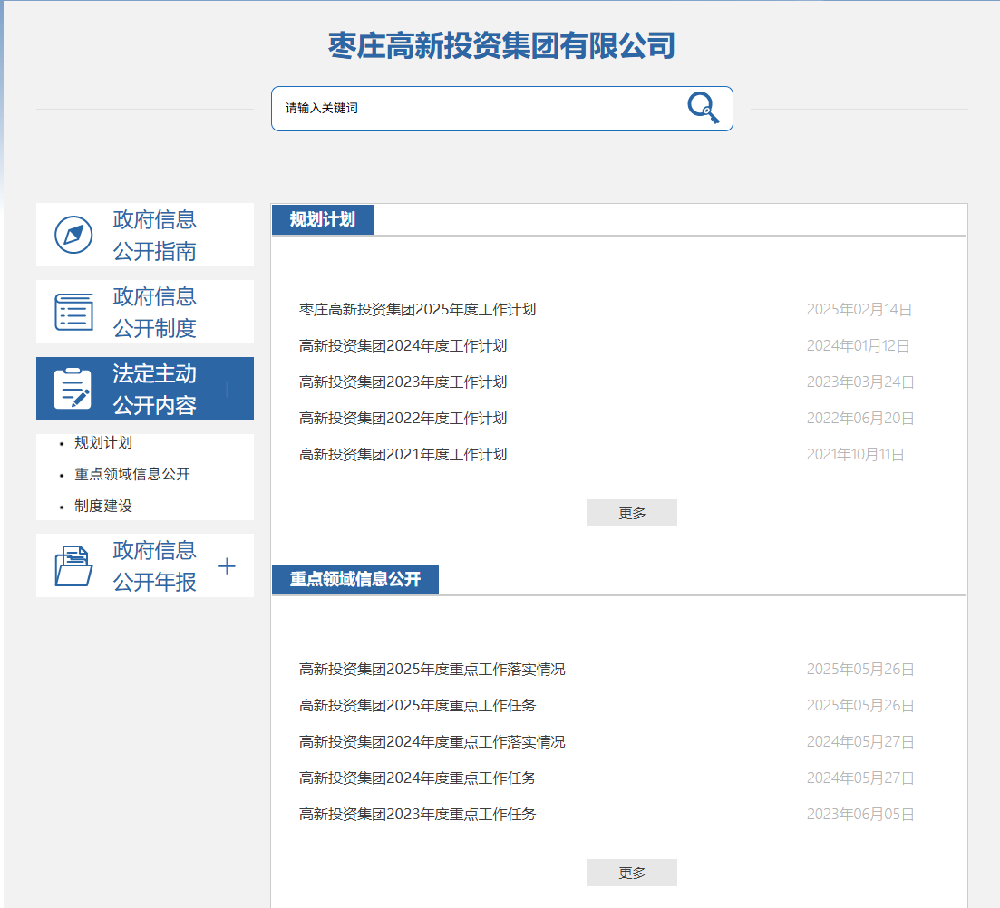 枣庄高新投资集团有限公司
请输入关键词
政府信息
公开指南
政府信息
公开制度
法定主动
公开内容
规划计划
重点领域信息公开
制度建设
政府信息
公开年报
+
规划计划
枣庄高新投资集团2025年度工作计划 2025年02月14日
高新投资集团2024年度工作计划 2024年01月12日
高新投资集团2023年度工作计划 2023年03月24日
高新投资集团2022年度工作计划 2022年06月20日
高新投资集团2021年度工作计划 2021年10月11日
更多
重点领域信息公开
高新投资集团2025年度重点工作落实情况 2025年05月26日
高新投资集团2025年度重点工作任务 2025年05月26日
高新投资集团2024年度重点工作落实情况 2024年05月27日
高新投资集团2024年度重点工作任务 2024年05月27日
高新投资集团2023年度重点工作任务 2023年06月05日
更多